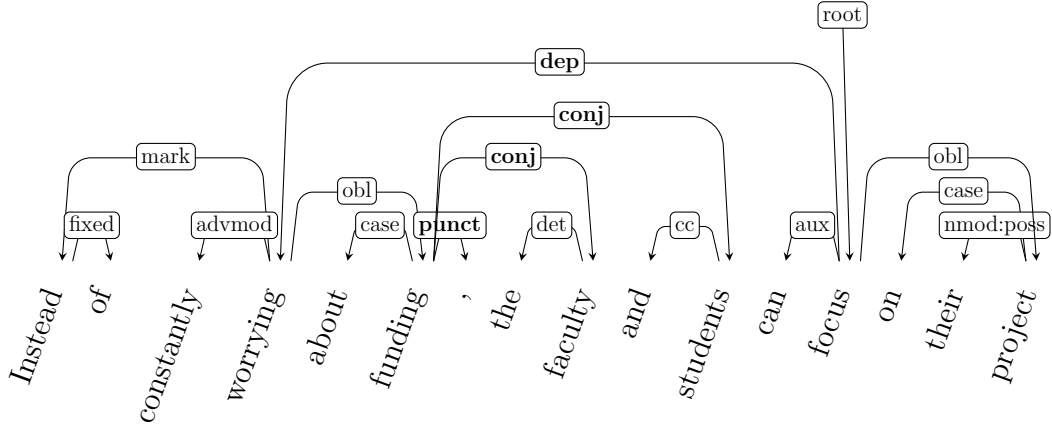 root
dep
conj
mark conj obl
obl case
fixed advmod case punct det cc aux nmod:poss
Instead of constantly worrying about funding , the faculty and students can focus on their project